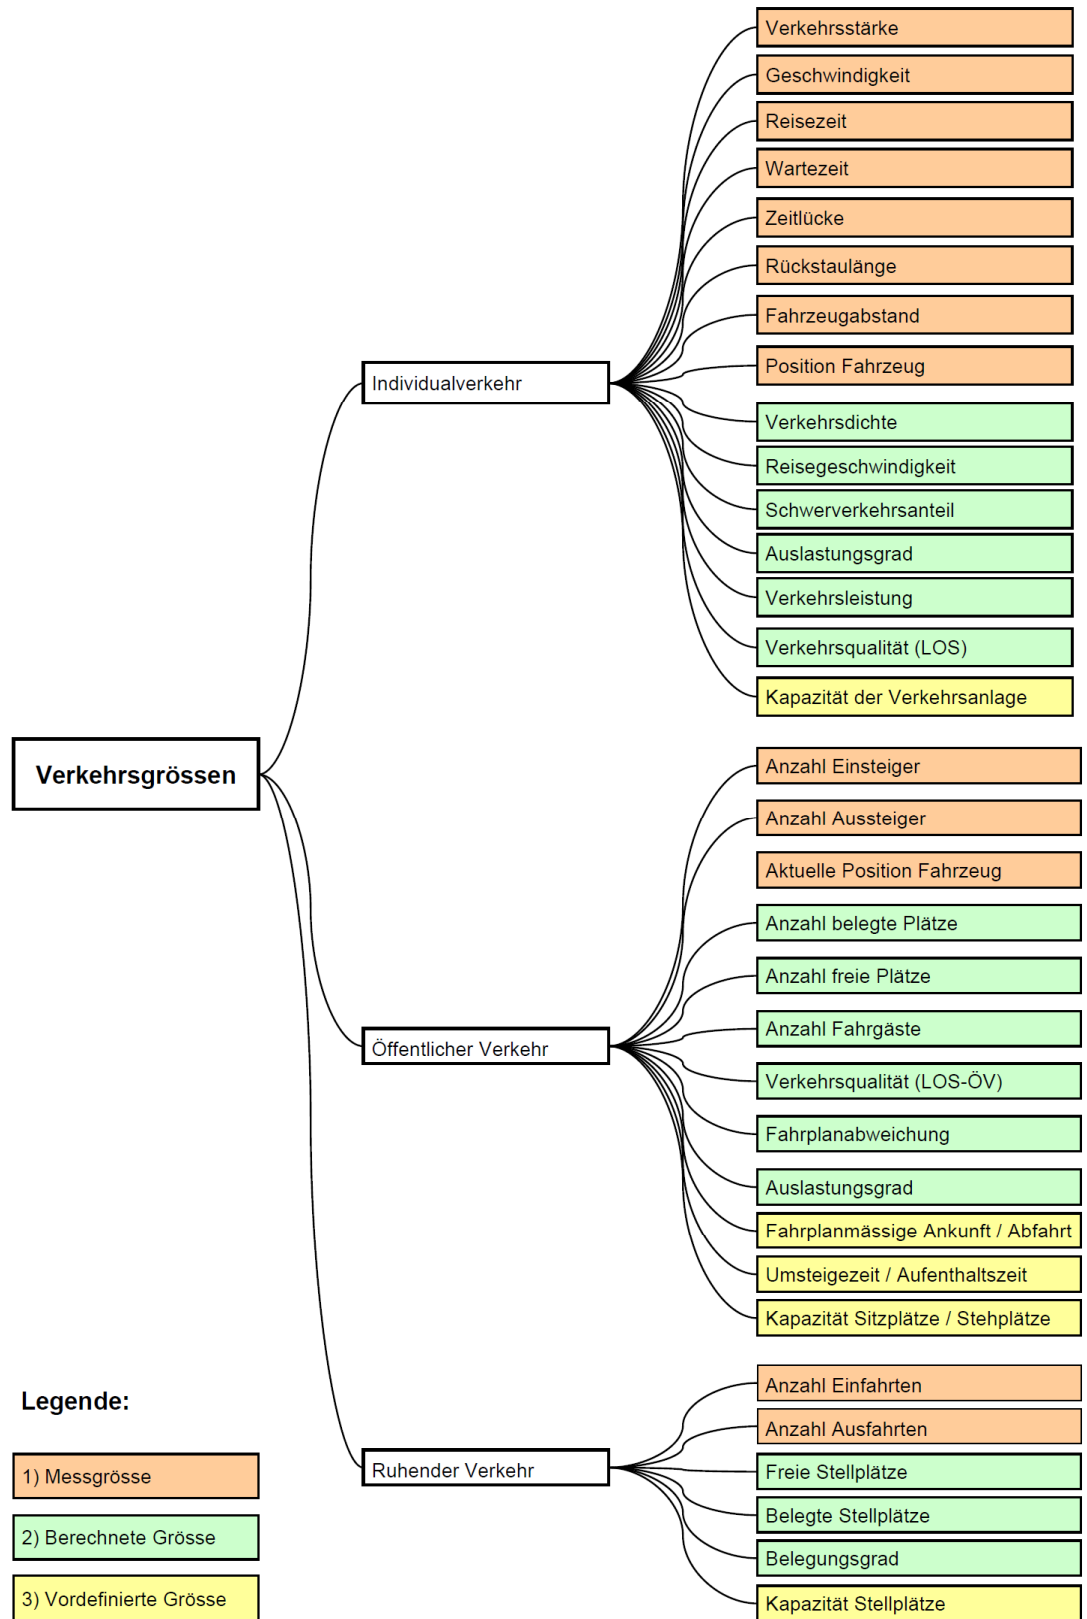 Verkehrsstärke
Geschwindigkeit
Reisezeit
Wartezeit
Zeitlücke
Rückstaulänge
Fahrzeugabstand
Position Fahrzeug
Individualverkehr
Verkehrsdichte
Reisegeschwindigkeit
Schwerverkehrsanteil
Auslastungsgrad
Verkehrsleistung
Verkehrsqualität (LOS)
Kapazität der Verkehrsanlage
Verkehrsgrössen
Anzahl Einsteiger
Anzahl Aussteiger
Aktuelle Position Fahrzeug
Anzahl belegte Plätze
Anzahl freie Plätze
Anzahl Fahrgäste
Öffentlicher Verkehr
Verkehrsqualität (LOS-ÖV)
Fahrplanabweichung
Auslastungsgrad
Fahrplanmässige Ankunft / Abfahrt
Umsteigezeit / Aufenthaltszeit
Kapazität Sitzplätze / Stehplätze
Anzahl Einfahrten
Anzahl Ausfahrten
Ruhender Verkehr
Freie Stellplätze
Belegte Stellplätze
Belegungsgrad
Kapazität Stellplätze
Legende:
1) Messgrösse
2) Berechnete Grösse
3) Vordefinierte Grösse